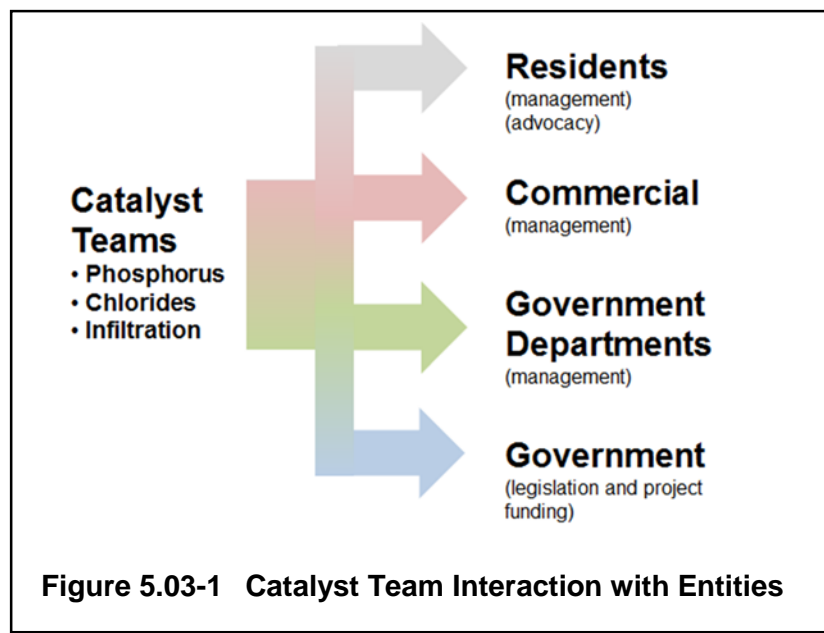 Catalyst
Teams
• Phosphorus
• Chlorides
• Infiltration
Residents
(management)
(advocacy)
Commercial
(management)
Government
Departments
(management)
Government
(legislation and project
funding)
Figure 5.03-1 Catalyst Team Interaction with Entities